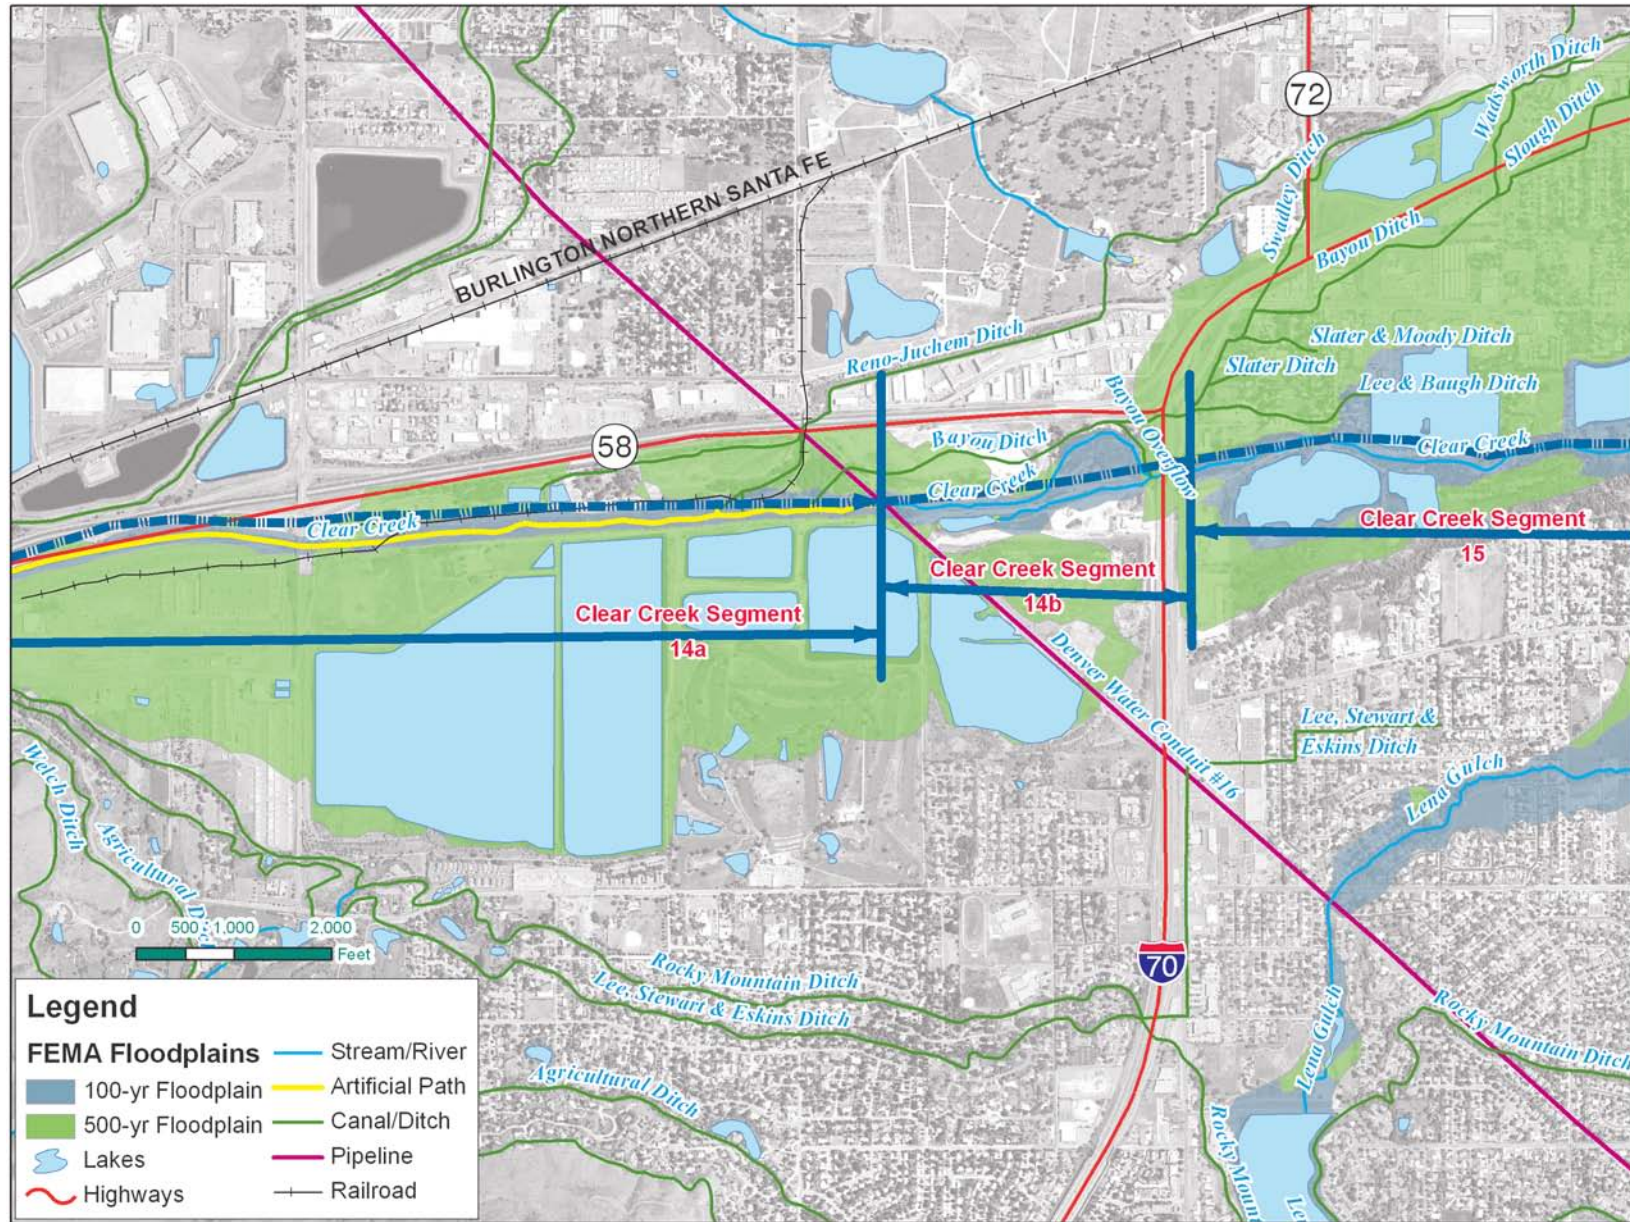 72
Wadsworth Ditch
Slough Ditch
Swadley Ditch
Bayou Ditch
BURLINGTON NORTHERN SANTA FE
Reno-Juchem Ditch
Slater & Moody Ditch
Slater Ditch
Lee & Baugh Ditch
Bayou Overflow
58
Bayou Ditch
Clear Creek
Clear Creek
Clear Creek
Clear Creek Segment
15
Clear Creek Segment
14b
Clear Creek Segment
14a
Denver Water Conduit #16
Lee, Stewart &
Eskins Ditch
Lena Gulch
Welch Ditch
Agricultural Ditch
0 500 1,000 2,000
Feet
Rocky Mountain Ditch
Lee, Stewart & Eskins Ditch
70
Rocky Mountain Ditch
Lena Gulch
Agricultural Ditch
Rocky Moun
Le
Legend
FEMA Floodplains
100-yr Floodplain
500-yr Floodplain
Lakes
Highways
Stream/River
Artificial Path
Canal/Ditch
Pipeline
Railroad